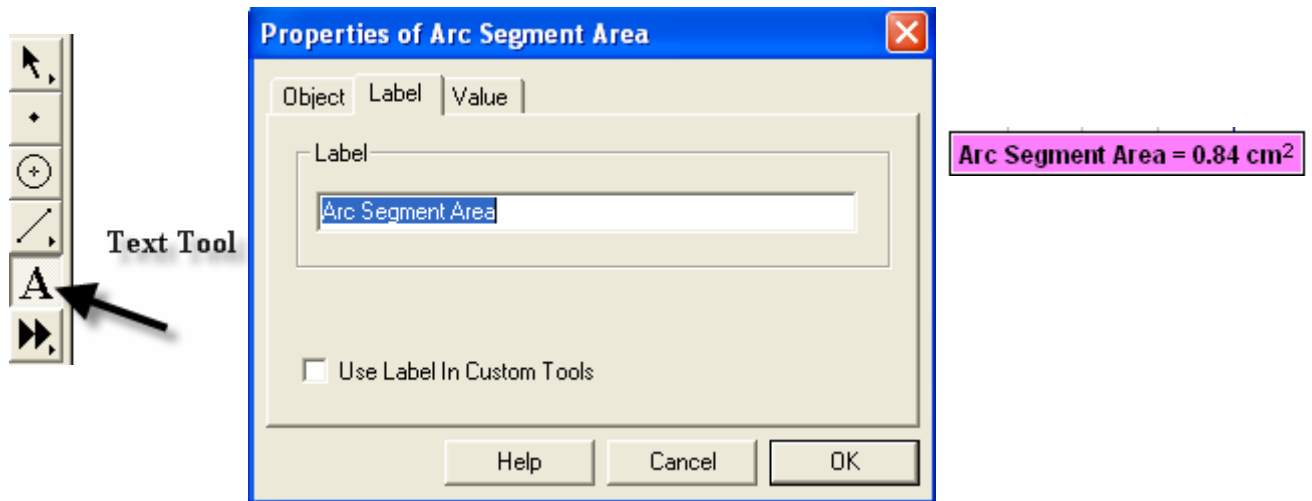 Text Tool
A
Properties of Arc Segment Area
Object Label Value
Label
Arc Segment Area
Use Label In Custom Tools
Help Cancel OK
Arc Segment Area = 0.84 cm²